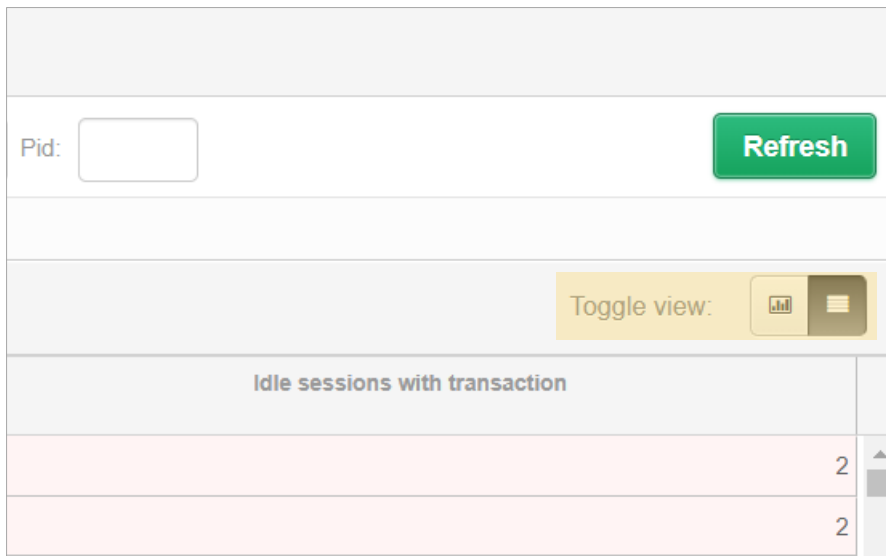 Pid:
Refresh
Toggle view:
Idle sessions with transaction
2
2